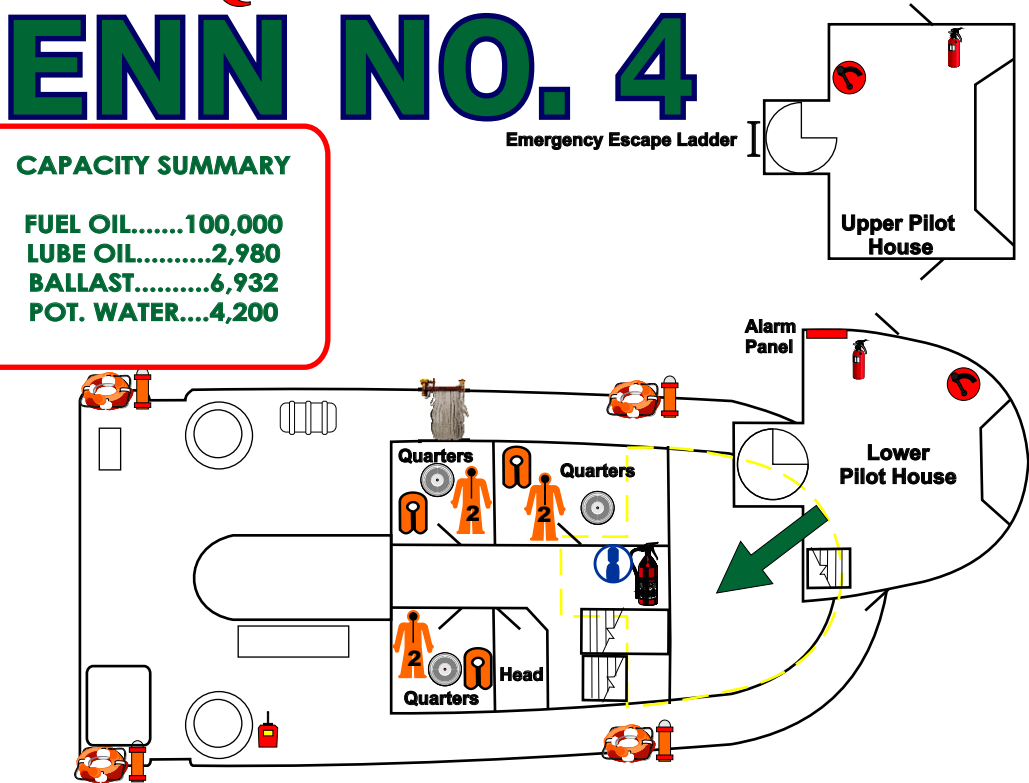 ENN NO. 4
Emergency Escape Ladder
Upper Pilot
House
CAPACITY SUMMARY
FUEL OIL.......100,000
LUBE OIL..........2,980
BALLAST..........6,932
POT. WATER....4,200
Alarm
Panel
Lower
Pilot House
Quarters
Quarters
2
2
2
Head
Quarters